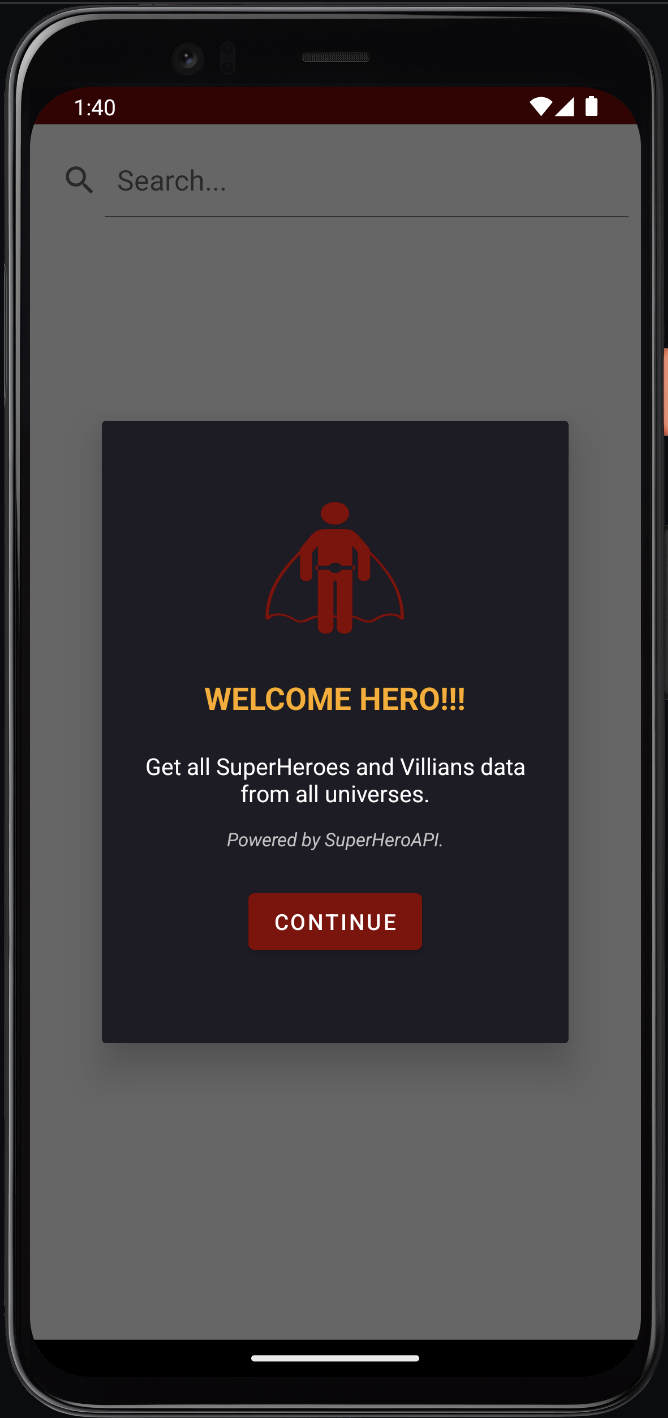 1:40
Search...
WELCOME HERO!!!
Get all SuperHeroes and Villians data
from all universes.
Powered by SuperHeroAPI.
CONTINUE